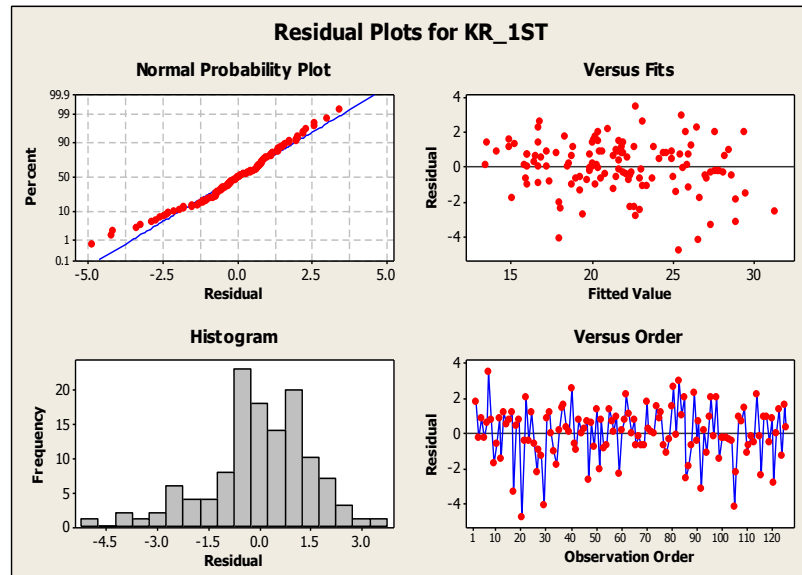 Residual Plots for KR_1ST
Normal Probability Plot
99.9
99
90
50
10
1
0.1
Percent
-5.0 -2.5 0.0 2.5 5.0
Residual
Versus Fits
4
2
0
-2
-4
Residual
15 20 25 30
Fitted Value
Histogram
20
15
10
5
0
Frequency
-4.5 -3.0 -1.5 0.0 1.5 3.0
Residual
Versus Order
4
2
0
-2
-4
Residual
1 10 20 30 40 50 60 70 80 90 100 110 120
Observation Order